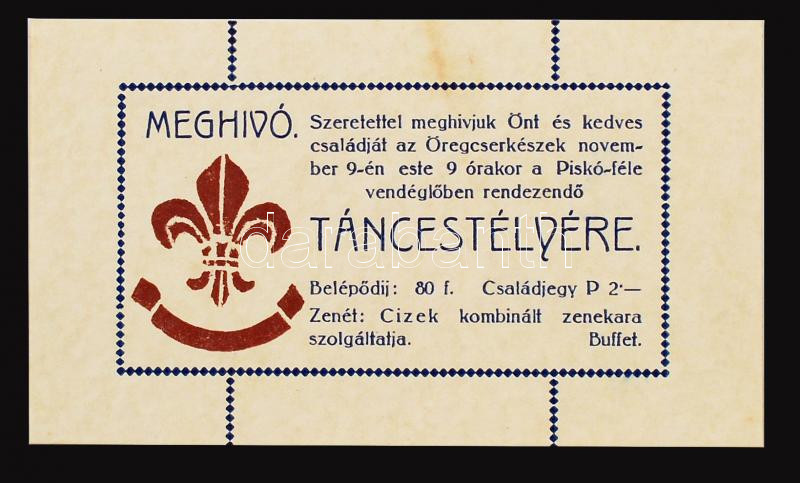 MEGHIVÓ.
Szeretettel meghivjuk Önt és kedves
családját az Öregcserkészek novem-
ber 9-én este 9 órakor a Piskó-féle
vendéglőben rendezendő
TÁNCESTÉLYÉRE.
Belépődij: 80 f. Családjegy P 2·—
Zenét: Cizek kombinált zenekara
szolgáltatja. Buffet.
darabanth